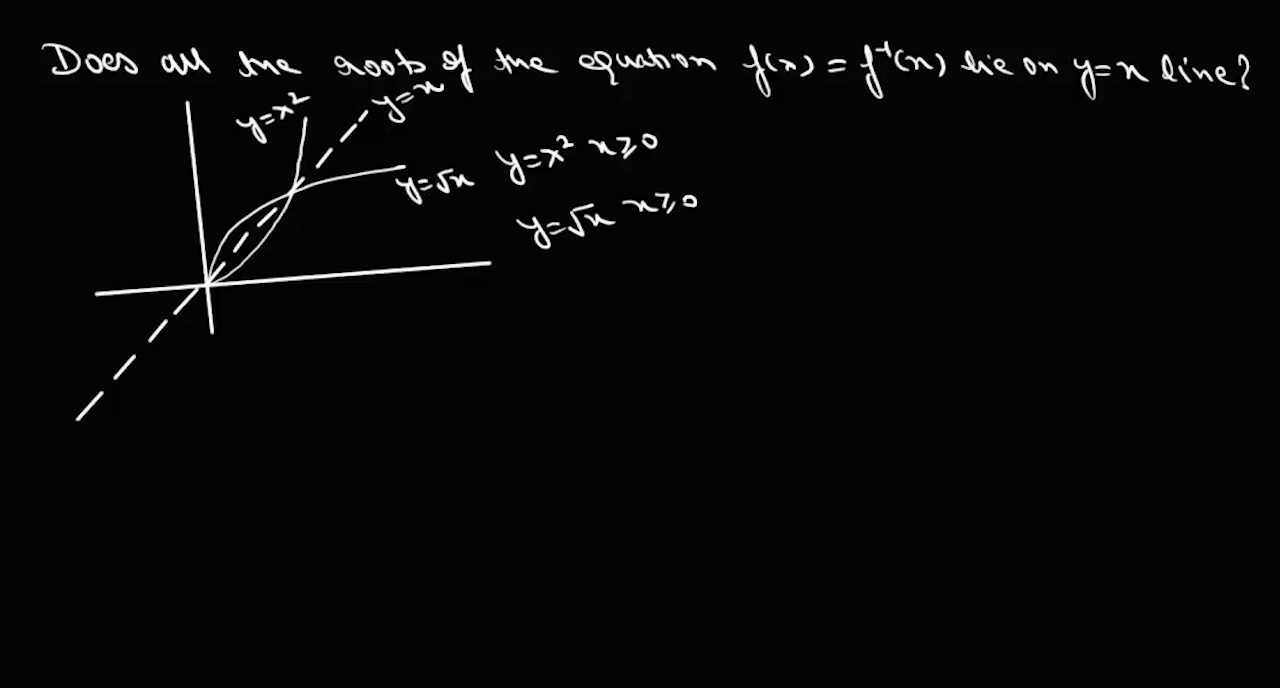 Does all the roots of the equation f(x) = f⁻¹(x) lie on y=x line?
y=x²
y=x
y=√x
y=x² x⩾0
y=√x x⩾0